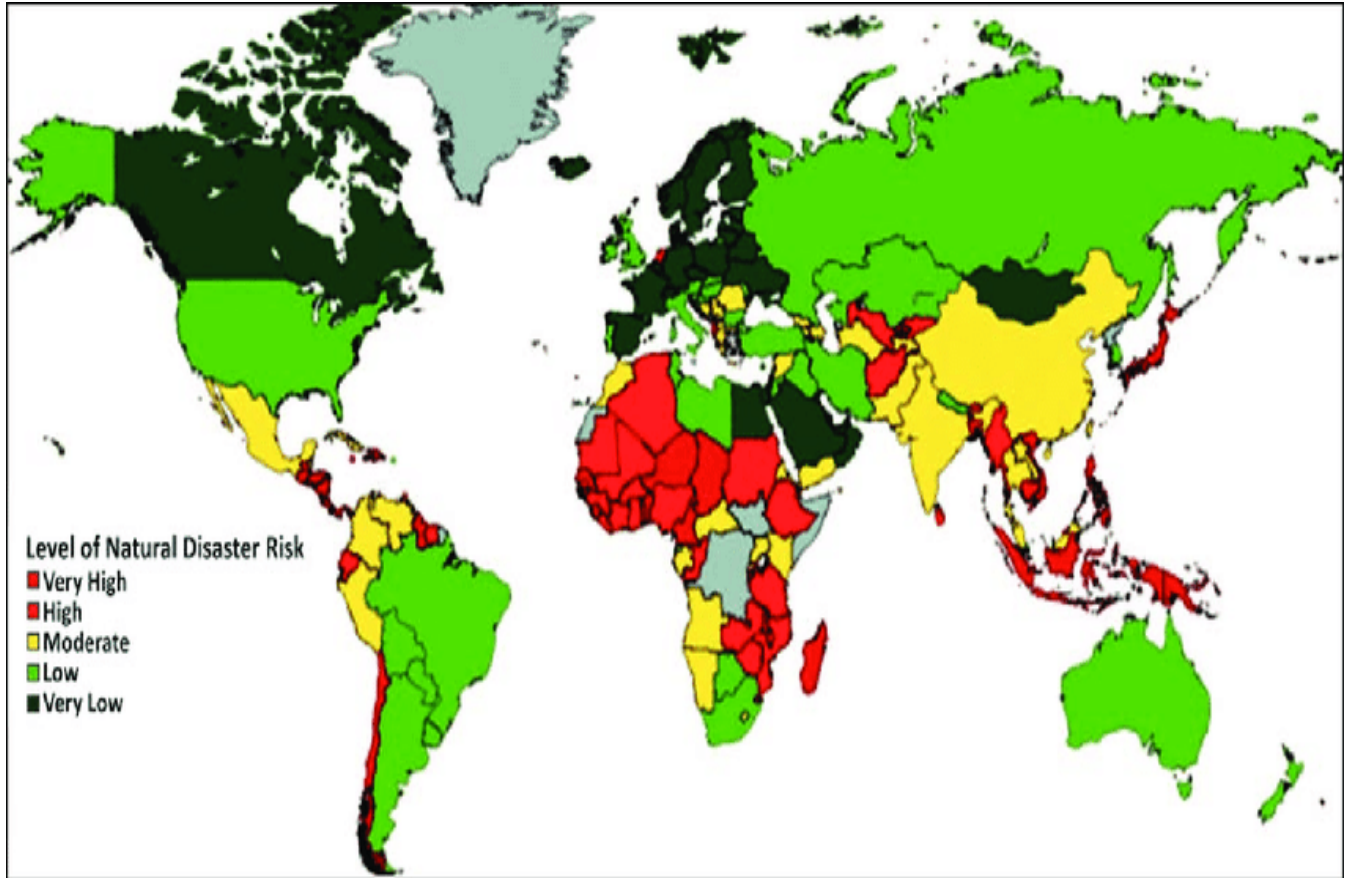 Level of Natural Disaster Risk
Very High
High
Moderate
Low
Very Low